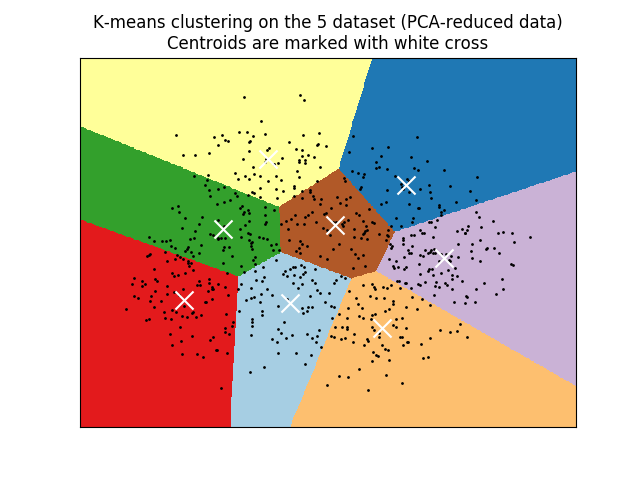 K-means clustering on the 5 dataset (PCA-reduced data)
Centroids are marked with white cross